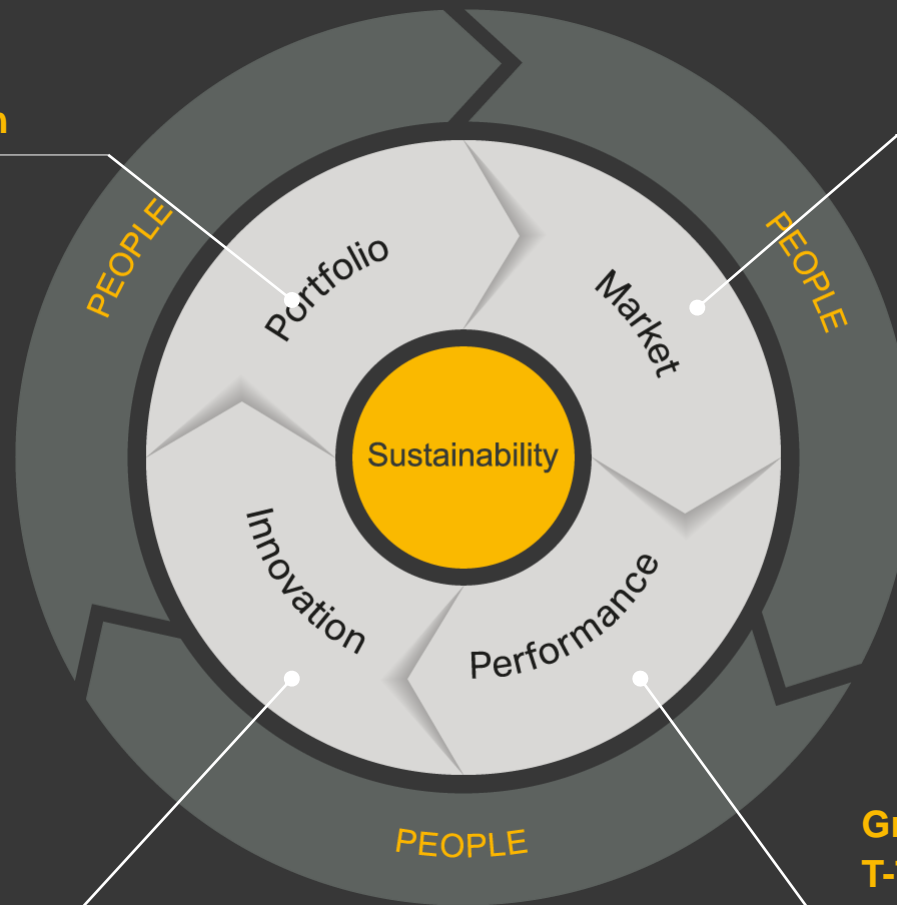 PEOPLE
PEOPLE
Portfolio
Market
Sustainability
Innovation
Performance
PEOPLE